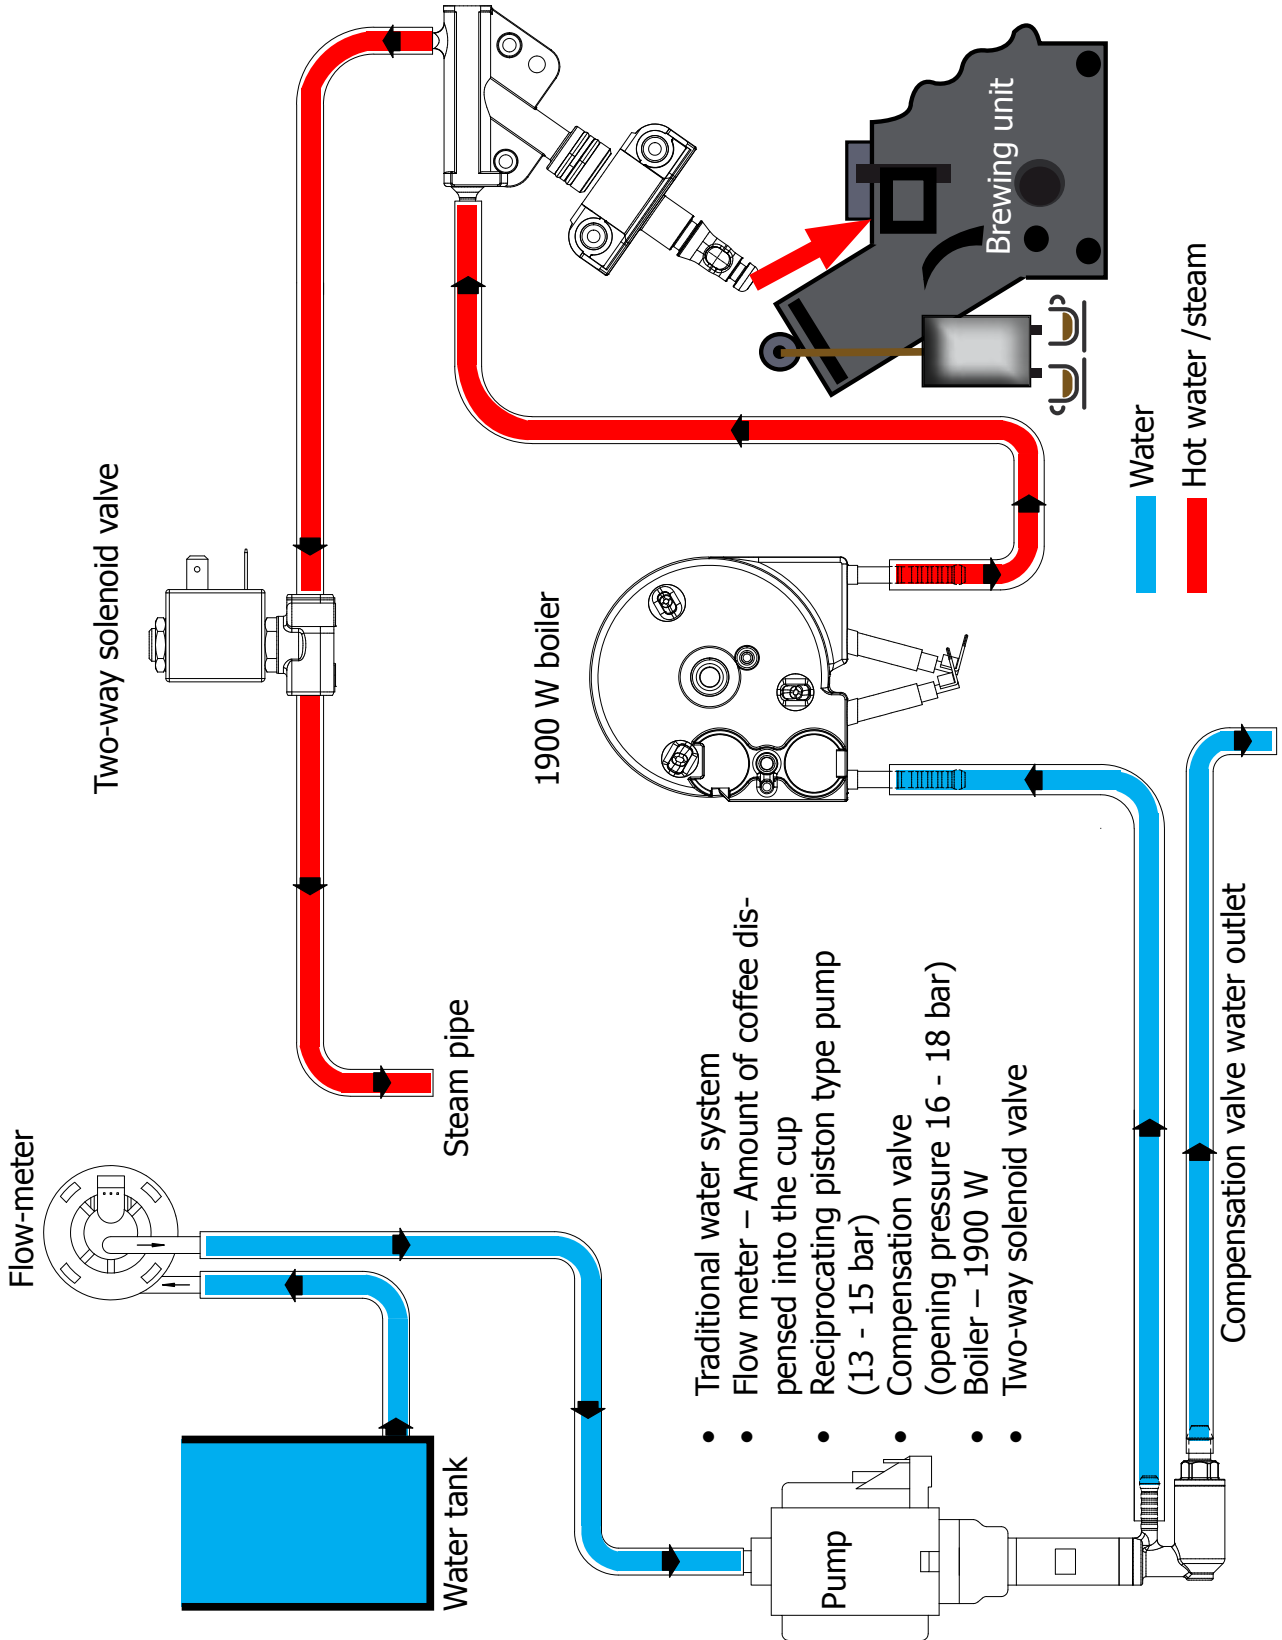 Water tank
Flow-meter
Steam pipe
Two-way solenoid valve
Pump
• Traditional water system
• Flow meter – Amount of coffee dis-
pensed into the cup
• Reciprocating piston type pump
(13 - 15 bar)
• Compensation valve
(opening pressure 16 - 18 bar)
• Boiler – 1900 W
• Two-way solenoid valve
1900 W boiler
Brewing unit
Compensation valve water outlet
Water
Hot water /steam